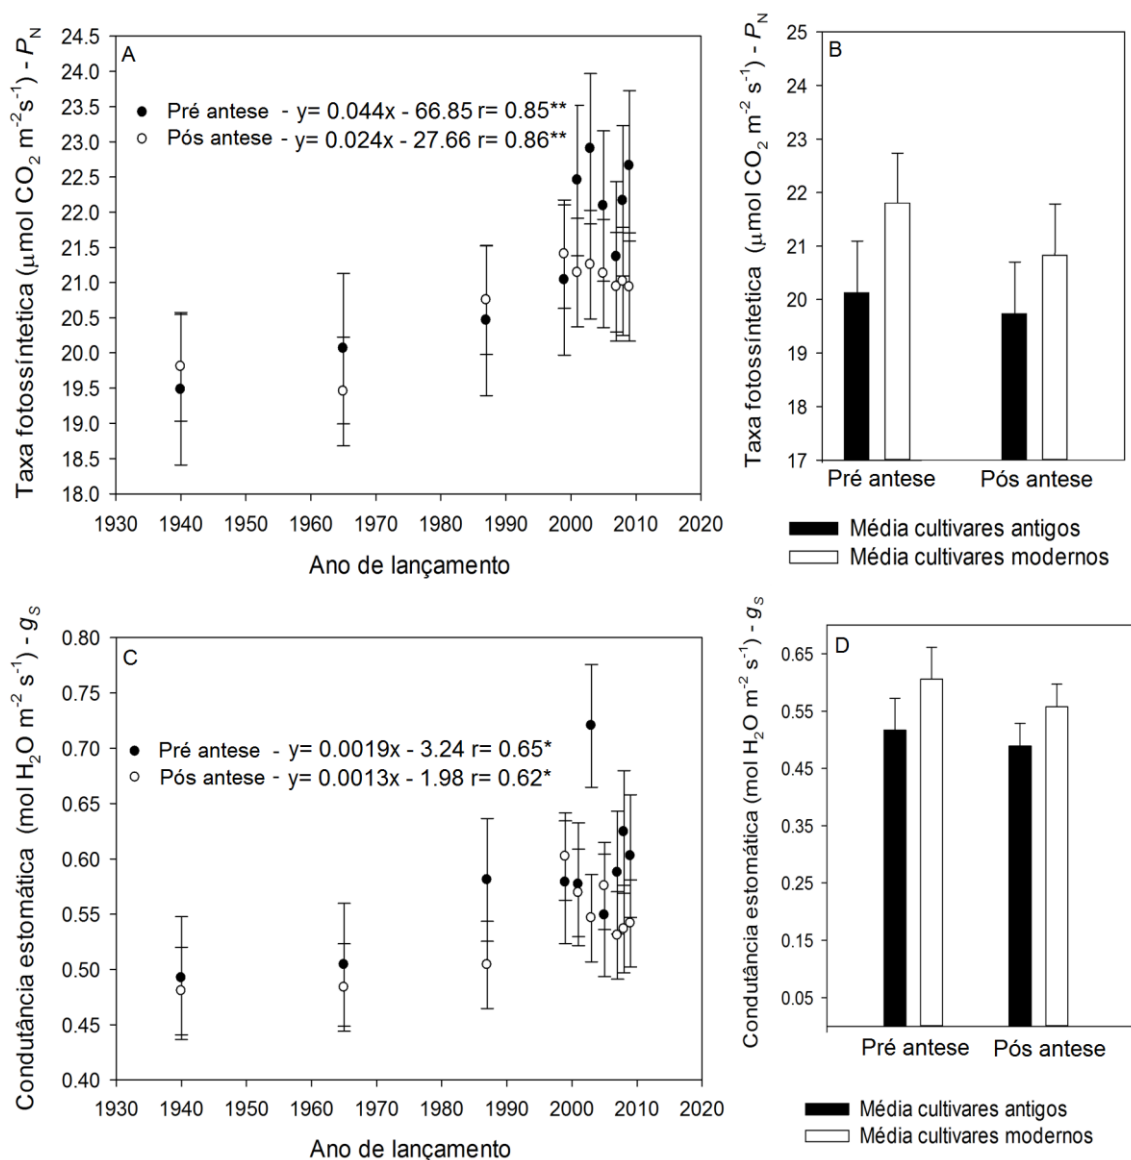 Taxa fotossíntetica (μmol CO2 m-2s-1) - PN
24.5
24.0
23.5
23.0
22.5
22.0
21.5
21.0
20.5
20.0
19.5
19.0
18.5
18.0
A
Pré antese - y= 0.044x - 66.85 r= 0.85**
Pós antese - y= 0.024x - 27.66 r= 0.86**
1930 1940 1950 1960 1970 1980 1990 2000 2010 2020
Ano de lançamento
Taxa fotossíntetica (μmol CO2 m-2 s-1) - PN
25
24
23
22
21
20
19
18
17
B
Pré antese Pós antese
Média cultivares antigos
Média cultivares modernos
Condutância estomática (mol H2O m-2 s-1) - gs
0.80
0.75
0.70
0.65
0.60
0.55
0.50
0.45
0.40
C
Pré antese - y= 0.0019x - 3.24 r= 0.65*
Pós antese - y= 0.0013x - 1.98 r= 0.62*
1930 1940 1950 1960 1970 1980 1990 2000 2010 2020
Ano de lançamento
Condutância estomática (mol H2O m-2 s-1) - gs
0.65
0.55
0.45
0.35
0.25
0.15
0.05
D
Pré antese Pós antese
Média cultivares antigos
Média cultivares modernos